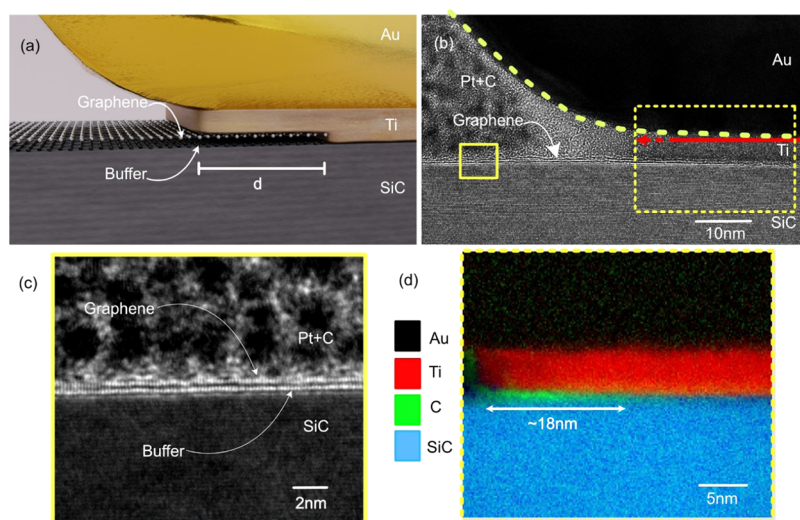 (a)
Au
Graphene
Ti
Buffer
d
SiC
(b)
Au
Pt+C
Graphene
Ti
SiC
10nm
(c)
Graphene
Pt+C
SiC
Buffer
2nm
(d)
Au
Ti
C
SiC
~18nm
5nm